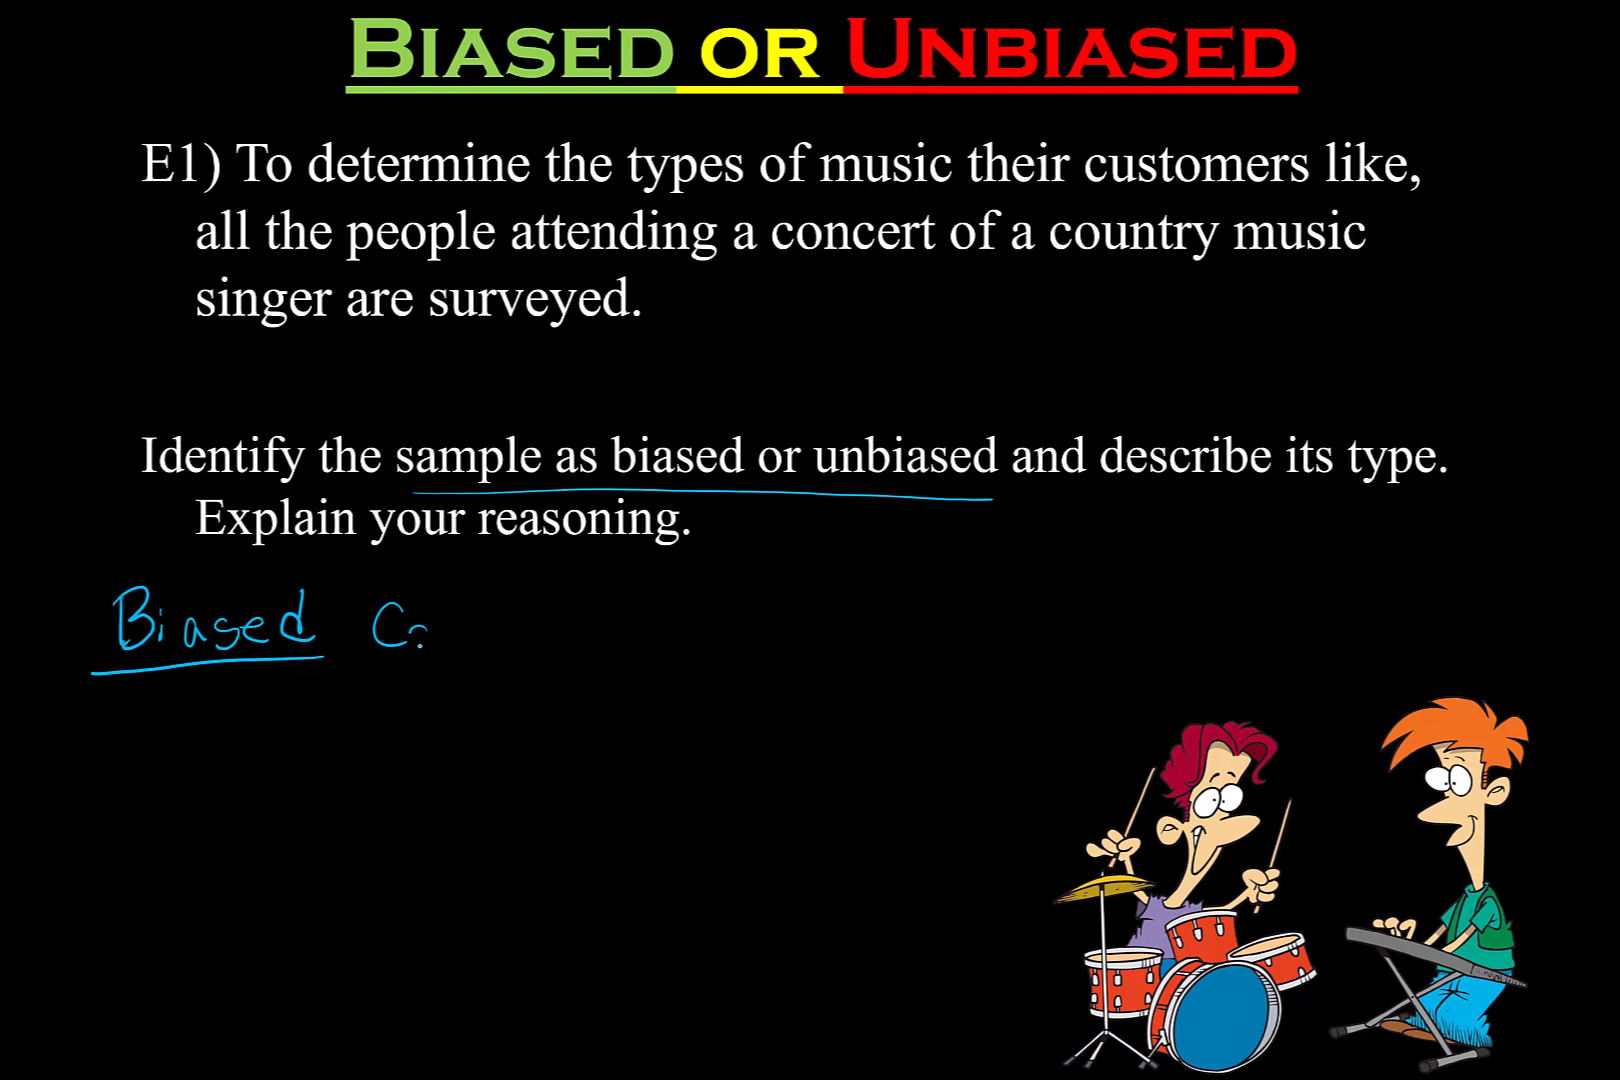 BIASED OR UNBIASED
E1) To determine the types of music their customers like,
all the people attending a concert of a country music
singer are surveyed.
Identify the sample as biased or unbiased and describe its type.
Explain your reasoning.
Biased